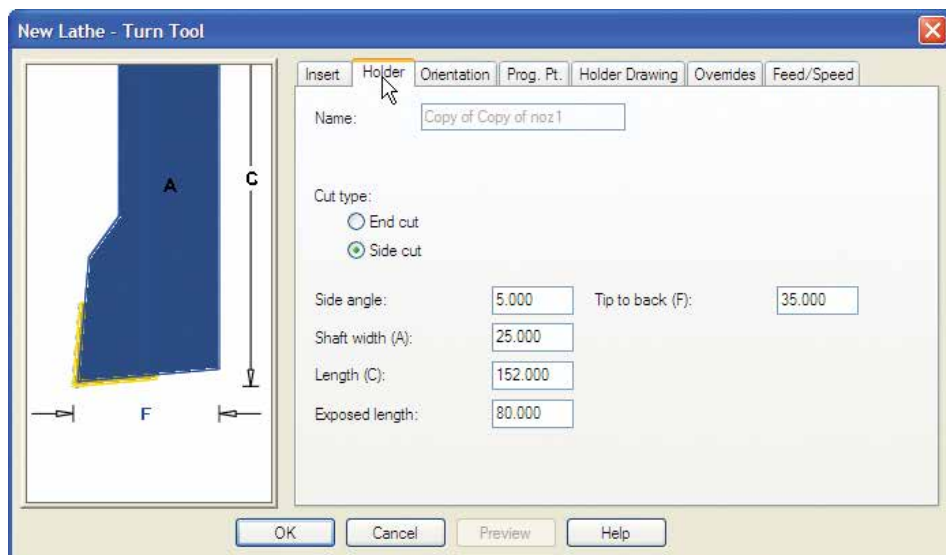 New Lathe - Turn Tool
Insert Holder Orientation Prog. Pt. Holder Drawing Overrides Feed/Speed
Name: Copy of Copy of noz1
A
C
Cut type:
End cut
Side cut
Side angle: 5.000 Tip to back (F): 35.000
Shaft width (A): 25.000
Length (C): 152.000
Exposed length: 80.000
F
OK Cancel Preview Help